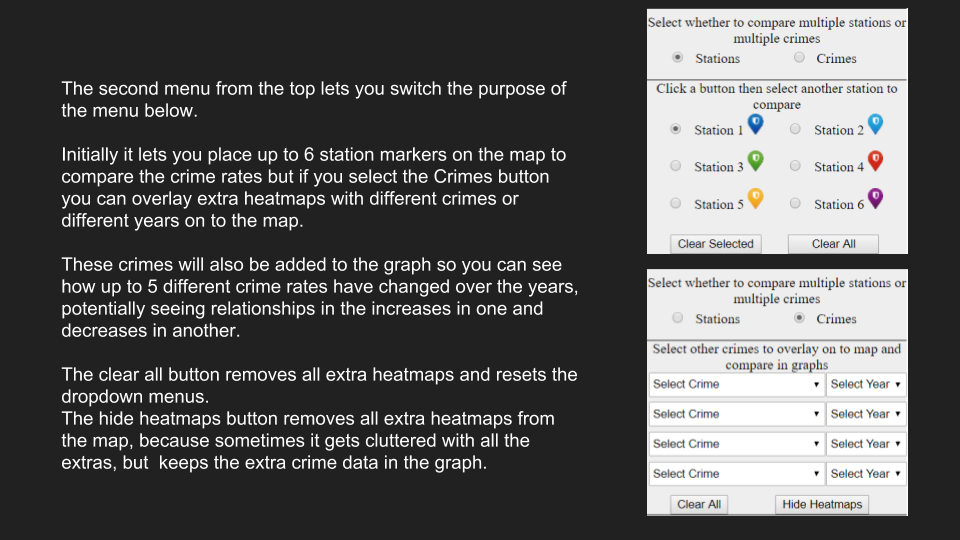 The second menu from the top lets you switch the purpose of
the menu below.
Initially it lets you place up to 6 station markers on the map to
compare the crime rates but if you select the Crimes button
you can overlay extra heatmaps with different crimes or
different years on to the map.
These crimes will also be added to the graph so you can see
how up to 5 different crime rates have changed over the years,
potentially seeing relationships in the increases in one and
decreases in another.
The clear all button removes all extra heatmaps and resets the
dropdown menus.
The hide heatmaps button removes all extra heatmaps from
the map, because sometimes it gets cluttered with all the
extras, but  keeps the extra crime data in the graph.
Select whether to compare multiple stations or
multiple crimes
Stations Crimes
Click a button then select another station to
compare
Station 1 Station 2
Station 3 Station 4
Station 5 Station 6
Clear Selected Clear All
Select whether to compare multiple stations or
multiple crimes
Stations Crimes
Select other crimes to overlay on to map and
compare in graphs
Select Crime Select Year
Select Crime Select Year
Select Crime Select Year
Select Crime Select Year
Clear All Hide Heatmaps